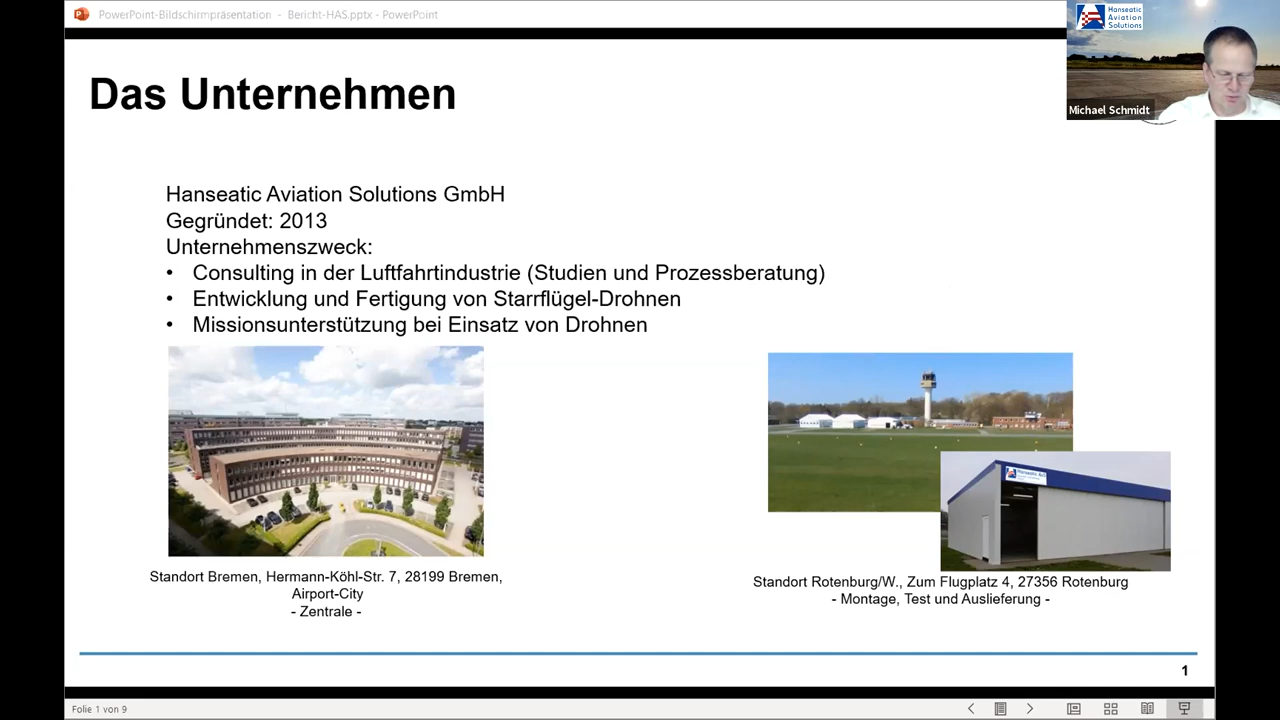 PowerPoint-Bildschirmpräsentation - Bericht-HAS.pptx - PowerPoint
Hanseatic
Aviation
Solutions
Michael Schmidt
Das Unternehmen
Hanseatic Aviation Solutions GmbH
Gegründet: 2013
Unternehmenszweck:
• Consulting in der Luftfahrtindustrie (Studien und Prozessberatung)
• Entwicklung und Fertigung von Starrflügel-Drohnen
• Missionsunterstützung bei Einsatz von Drohnen
Standort Bremen, Hermann-Köhl-Str. 7, 28199 Bremen,
Airport-City
- Zentrale -
Standort Rotenburg/W., Zum Flugplatz 4, 27356 Rotenburg
- Montage, Test und Auslieferung -
1
Folie 1 von 9